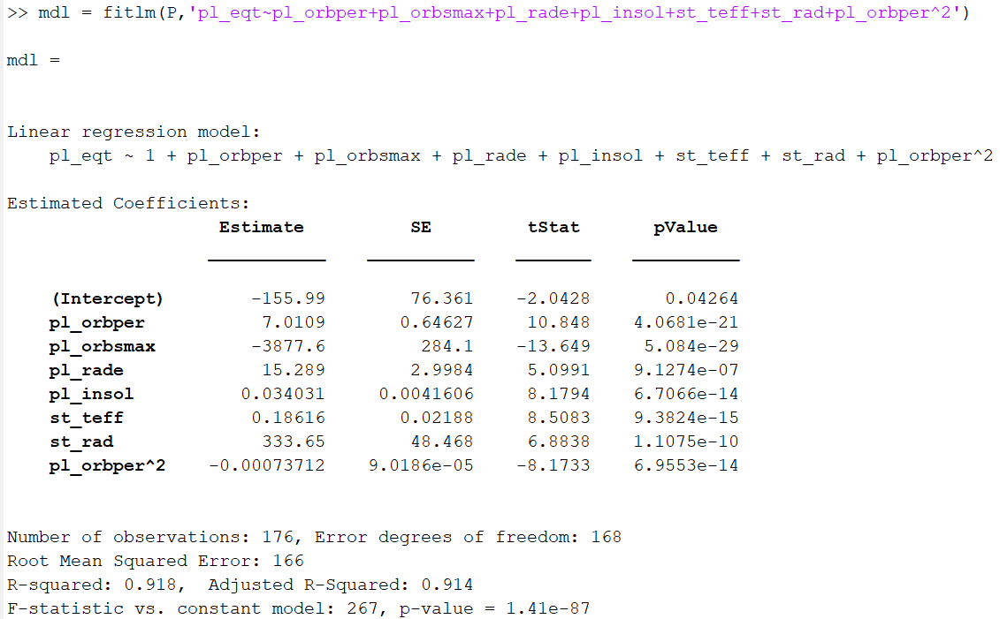 >> mdl = fitlm(P,'pl_eqt~pl_orbper+pl_orbsmax+pl_rade+pl_insol+st_teff+st_rad+pl_orbper^2')
mdl =
Linear regression model:
pl_eqt ~ 1 + pl_orbper + pl_orbsmax + pl_rade + pl_insol + st_teff + st_rad + pl_orbper^2
Estimated Coefficients:
Estimate SE tStat pValue
(Intercept) -155.99 76.361 -2.0428 0.04264
pl_orbper 7.0109 0.64627 10.848 4.0681e-21
pl_orbsmax -3877.6 284.1 -13.649 5.084e-29
pl_rade 15.289 2.9984 5.0991 9.1274e-07
pl_insol 0.034031 0.0041606 8.1794 6.7066e-14
st_teff 0.18616 0.02188 8.5083 9.3824e-15
st_rad 333.65 48.468 6.8838 1.1075e-10
pl_orbper^2 -0.00073712 9.0186e-05 -8.1733 6.9553e-14
Number of observations: 176, Error degrees of freedom: 168
Root Mean Squared Error: 166
R-squared: 0.918, Adjusted R-Squared: 0.914
F-statistic vs. constant model: 267, p-value = 1.41e-87